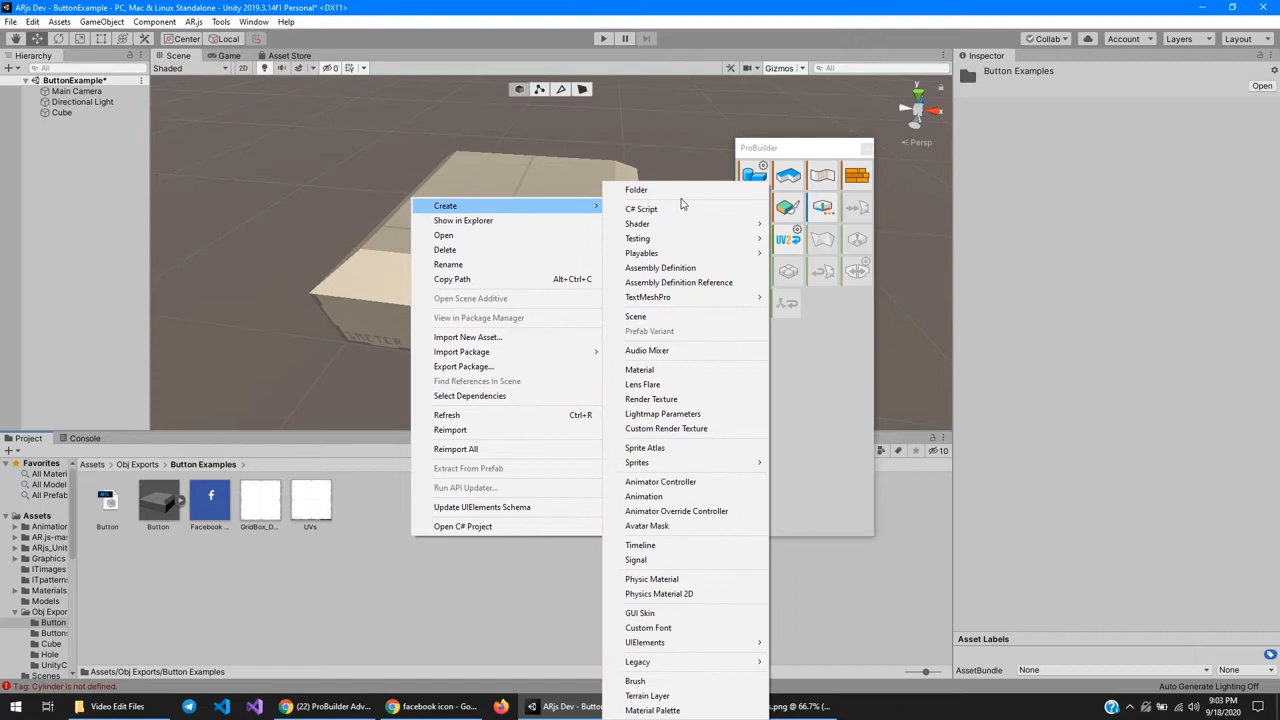 ARjs Dev - ButtonExample - PC, Mac & Linux Standalone - Unity 2019.3.14f1 Personal* <DX11>
File Edit Assets GameObject Component AR.js Tools Window Help
Center Local Collab Account Layers Layout
Hierarchy Scene Game Asset Store Inspector
All Shaded 2D 0 Gizmos All Button Examples
Open
ButtonExample*
Main Camera
Directional Light
Cube
y
x
Persp
ProBuilder
UV2
METER
Create
Show in Explorer
Open
Delete
Rename
Copy Path Alt+Ctrl+C
Open Scene Additive
View in Package Manager
Import New Asset...
Import Package
Export Package...
Find References In Scene
Select Dependencies
Refresh Ctrl+R
Reimport
Reimport All
Extract From Prefab
Run API Updater...
Update UIElements Schema
Open C# Project
Folder
C# Script
Shader
Testing
Playables
Assembly Definition
Assembly Definition Reference
TextMeshPro
Scene
Prefab Variant
Audio Mixer
Material
Lens Flare
Render Texture
Lightmap Parameters
Custom Render Texture
Sprite Atlas
Sprites
Animator Controller
Animation
Animator Override Controller
Avatar Mask
Timeline
Signal
Physic Material
Physics Material 2D
GUI Skin
Custom Font
UIElements
Legacy
Brush
Terrain Layer
Material Palette
Project Console
10
Favorites
All Materi
All Model
All Prefab
Assets
Animation
AR.js-mas
ARjs_Unit
Graphics
ITimages
ITpatterns
Materials
Models
Obj Expor
Button
Button:
Cube
Hole
UnityC
Scenes
Assets > Obj Exports > Button Examples
MTL
Button
Button
Facebook ...
GridBox_D...
UVs
Assets/Obj Exports/Button Examples
Asset Labels
AssetBundle None None
Tag: Cylinder is not defined.
Auto Generate Lighting Off
Video Edit Files
(22) ProBuilder Adv...
facebook icon - Go...
ARjs Dev - ButtonEx...
s.png @ 66.7% (...
9:03 PM
9/18/2020